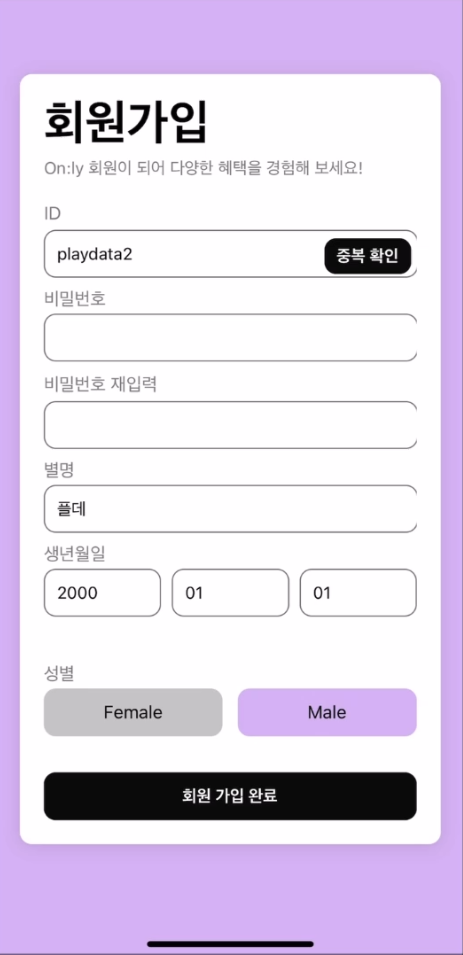 회원가입
On:ly 회원이 되어 다양한 혜택을 경험해 보세요!
ID
playdata2
중복 확인
비밀번호
비밀번호 재입력
별명
플데
생년월일
2000 01 01
성별
Female Male
회원 가입 완료